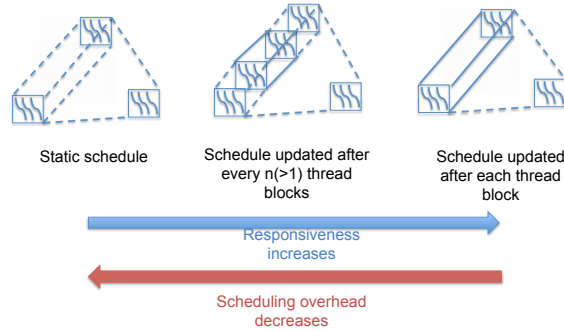 Static schedule
Schedule updated after
every n(>1) thread
blocks
Schedule updated
after each thread
block
Responsiveness
increases
Scheduling overhead
decreases